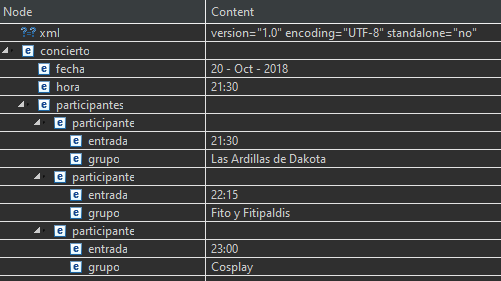 Node Content
?-? xml version="1.0" encoding="UTF-8" standalone="no"
e concierto
e fecha 20 - Oct - 2018
e hora 21:30
e participantes
e participante
e entrada 21:30
e grupo Las Ardillas de Dakota
e participante
e entrada 22:15
e grupo Fito y Fitipaldis
e participante
e entrada 23:00
e grupo Cosplay